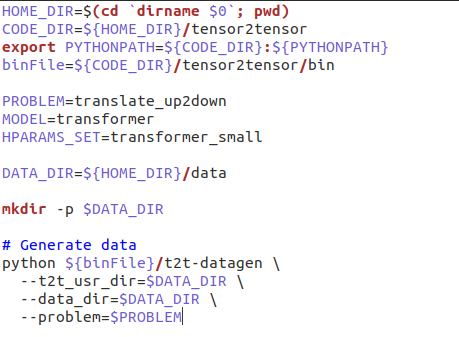 HOME_DIR=$(cd `dirname $0`; pwd)
CODE_DIR=${HOME_DIR}/tensor2tensor
export PYTHONPATH=${CODE_DIR}:${PYTHONPATH}
binFile=${CODE_DIR}/tensor2tensor/bin
PROBLEM=translate_up2down
MODEL=transformer
HPARAMS_SET=transformer_small
DATA_DIR=${HOME_DIR}/data
mkdir -p $DATA_DIR
# Generate data
python ${binFile}/t2t-datagen \
  --t2t_usr_dir=$DATA_DIR \
  --data_dir=$DATA_DIR \
  --problem=$PROBLEM